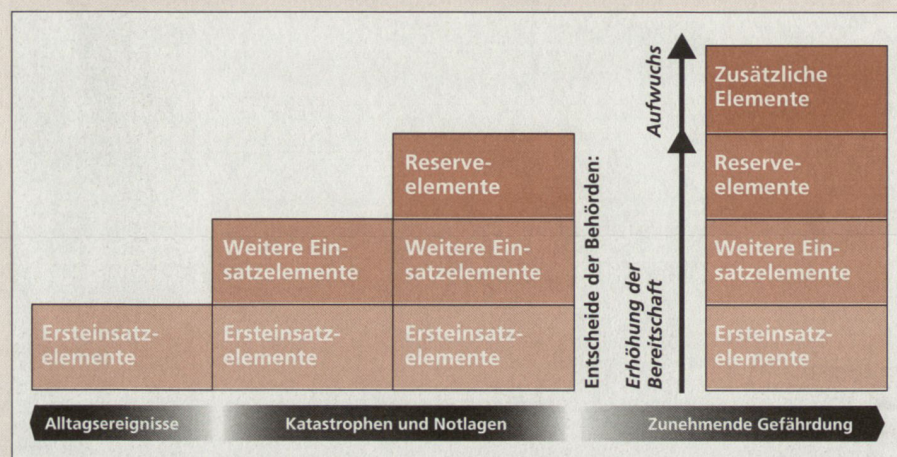 Ersteinsatz-
elemente
Weitere Ein-
satzelemente
Ersteinsatz-
elemente
Reserve-
elemente
Weitere Ein-
satzelemente
Ersteinsatz-
elemente
Entscheide der Behörden:
Erhöhung der
Bereitschaft
Aufwuchs
Zusätzliche
Elemente
Reserve-
elemente
Weitere Ein-
satzelemente
Ersteinsatz-
elemente
Alltagsereignisse
Katastrophen und Notlagen
Zunehmende Gefährdung